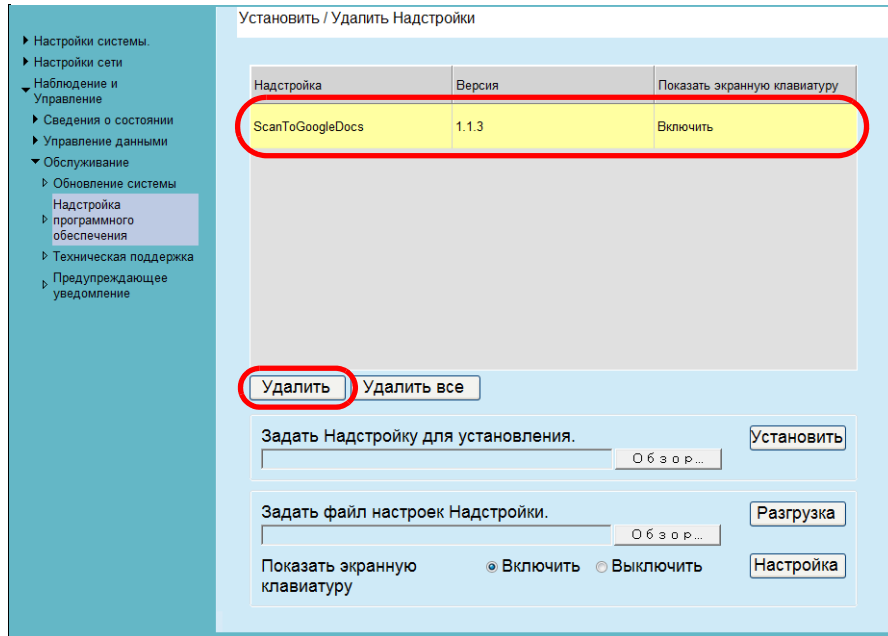 Установить / Удалить Надстройки
Настройки системы.
Настройки сети
Наблюдение и
Управление
Сведения о состоянии
Управление данными
Обслуживание
Обновление системы
Надстройка
программного
обеспечения
Техническая поддержка
Предупреждающее
уведомление
Надстройка Версия Показать экранную клавиатуру
ScanToGoogleDocs 1.1.3 Включить
Удалить Удалить все
Задать Надстройку для установления. Установить
Обзор...
Задать файл настроек Надстройки. Разгрузка
Обзор...
Показать экранную Включить Выключить Настройка
клавиатуру